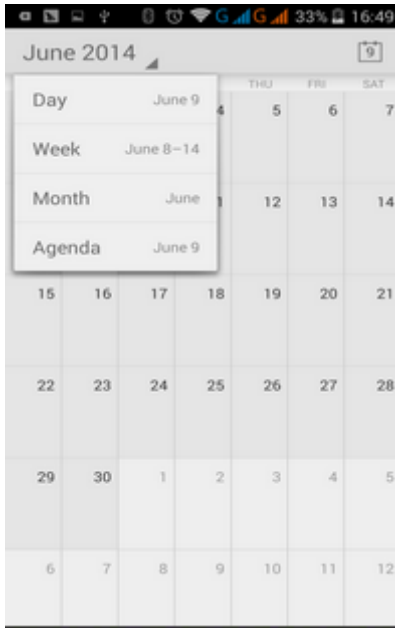 G G 33% 16:49
June 2014 9
THU FRI SAT
Day June 9 4 5 6 7
Week June 8–14
Month June 1 12 13 14
Agenda June 9
15 16 17 18 19 20 21
22 23 24 25 26 27 28
29 30 1 2 3 4 5
6 7 8 9 10 11 12